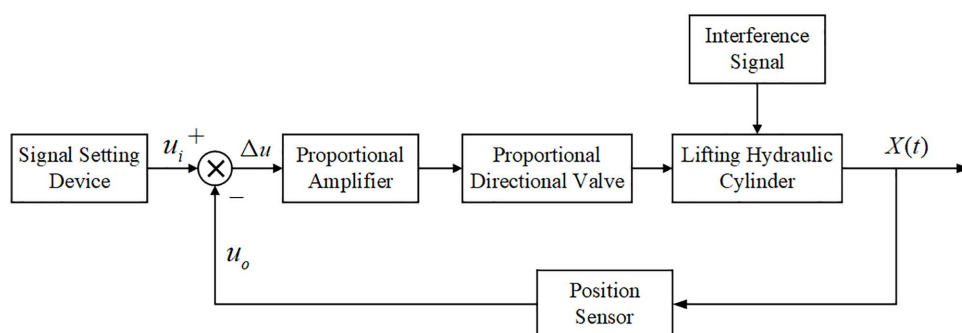 Interference
Signal
Signal Setting
Device
u_i
+
−
Δu
Proportional
Amplifier
Proportional
Directional Valve
Lifting Hydraulic
Cylinder
X(t)
u_o
Position
Sensor